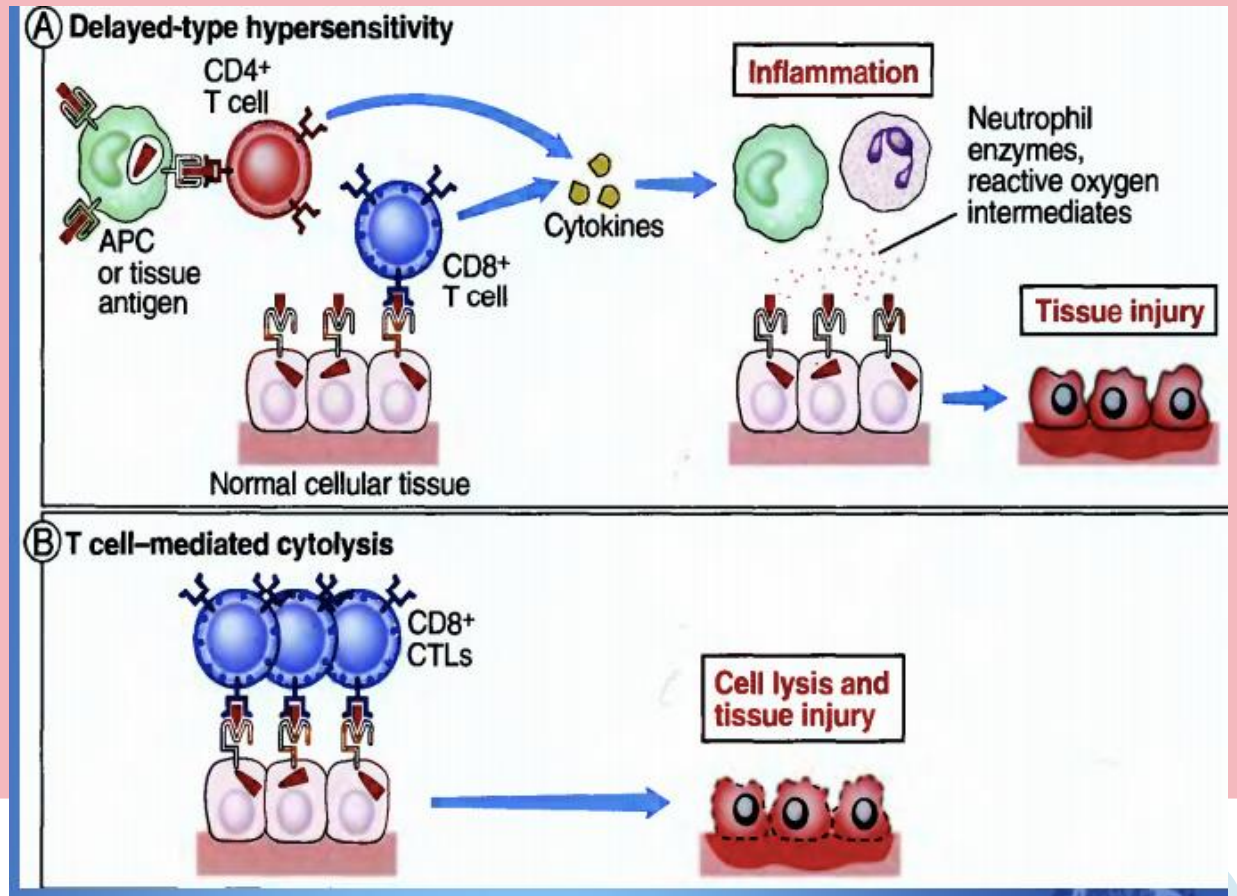 A Delayed-type hypersensitivity
CD4+
T cell
APC
or tissue
antigen
CD8+
T cell
Normal cellular tissue
Cytokines
Inflammation
Neutrophil
enzymes,
reactive oxygen
intermediates
Tissue injury
B T cell–mediated cytolysis
CD8+
CTLs
Cell lysis and
tissue injury